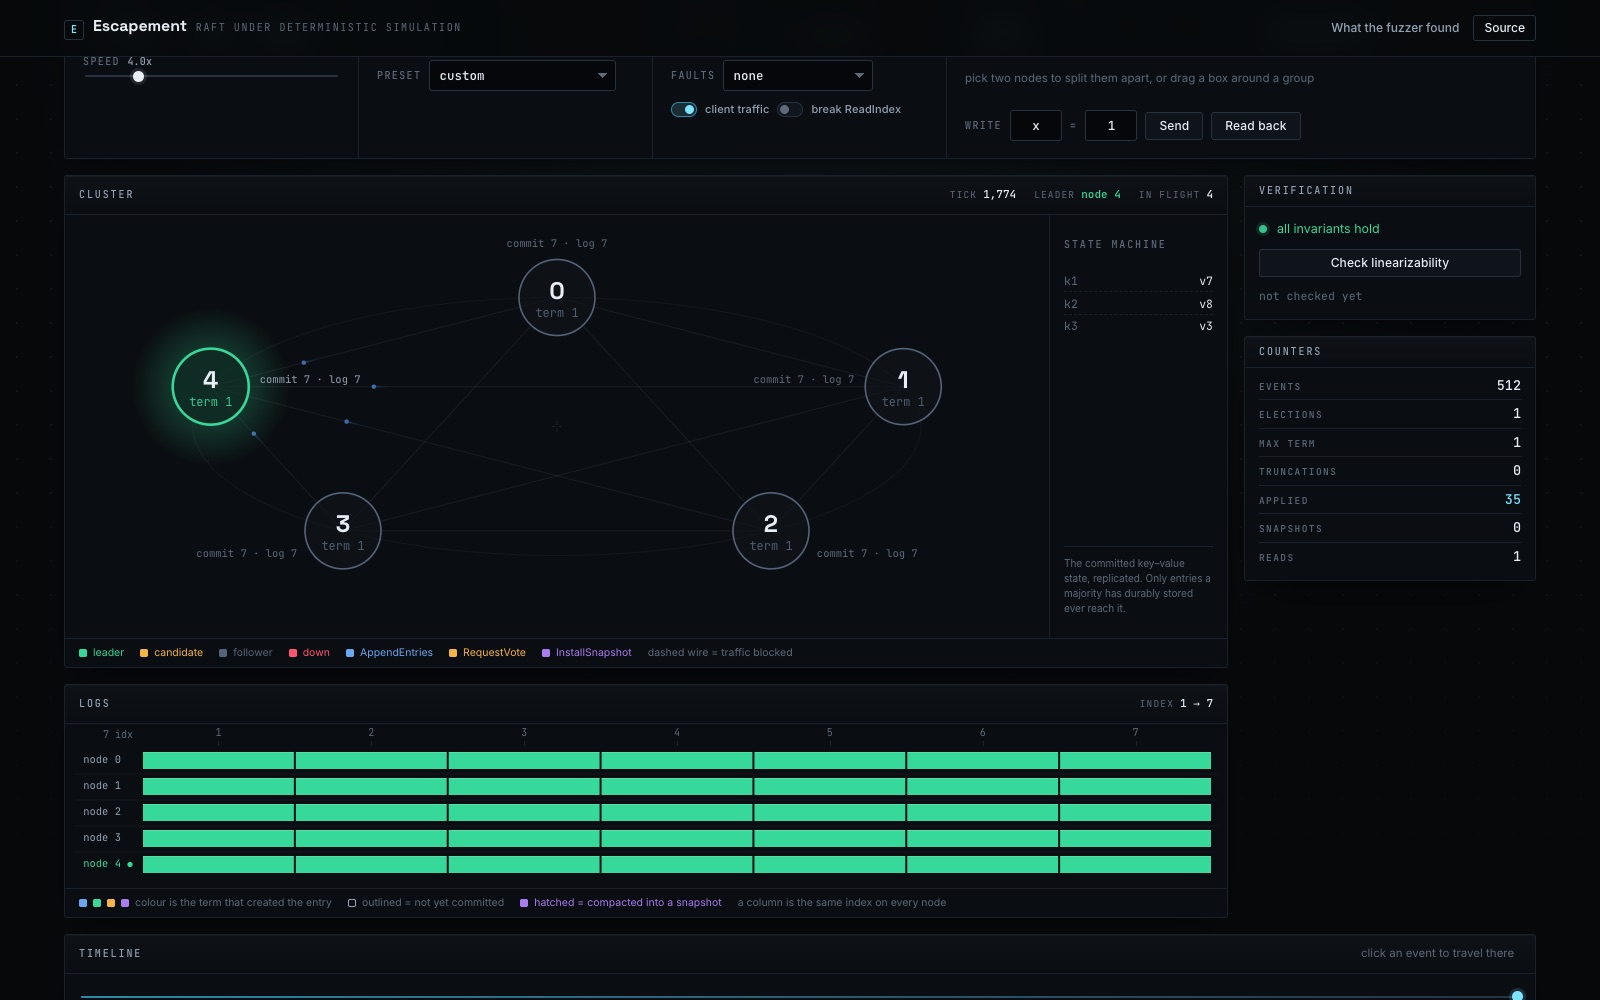 E Escapement RAFT UNDER DETERMINISTIC SIMULATION What the fuzzer found Source
SPEED 4.0x
PRESET custom
FAULTS none
client traffic break ReadIndex
pick two nodes to split them apart, or drag a box around a group
WRITE x = 1 Send Read back
CLUSTER TICK 1,774 LEADER node 4 IN FLIGHT 4
commit 7 · log 7
0
term 1
4
term 1
commit 7 · log 7
commit 7 · log 7
1
term 1
3
term 1
commit 7 · log 7
2
term 1
commit 7 · log 7
STATE MACHINE
k1 v7
k2 v8
k3 v3
The committed key–value
state, replicated. Only entries a
majority has durably stored
ever reach it.
leader candidate follower down AppendEntries RequestVote InstallSnapshot dashed wire = traffic blocked
VERIFICATION
all invariants hold
Check linearizability
not checked yet
COUNTERS
EVENTS 512
ELECTIONS 1
MAX TERM 1
TRUNCATIONS 0
APPLIED 35
SNAPSHOTS 0
READS 1
LOGS INDEX 1 → 7
7 idx 1 2 3 4 5 6 7
node 0
node 1
node 2
node 3
node 4
colour is the term that created the entry outlined = not yet committed hatched = compacted into a snapshot a column is the same index on every node
TIMELINE click an event to travel there